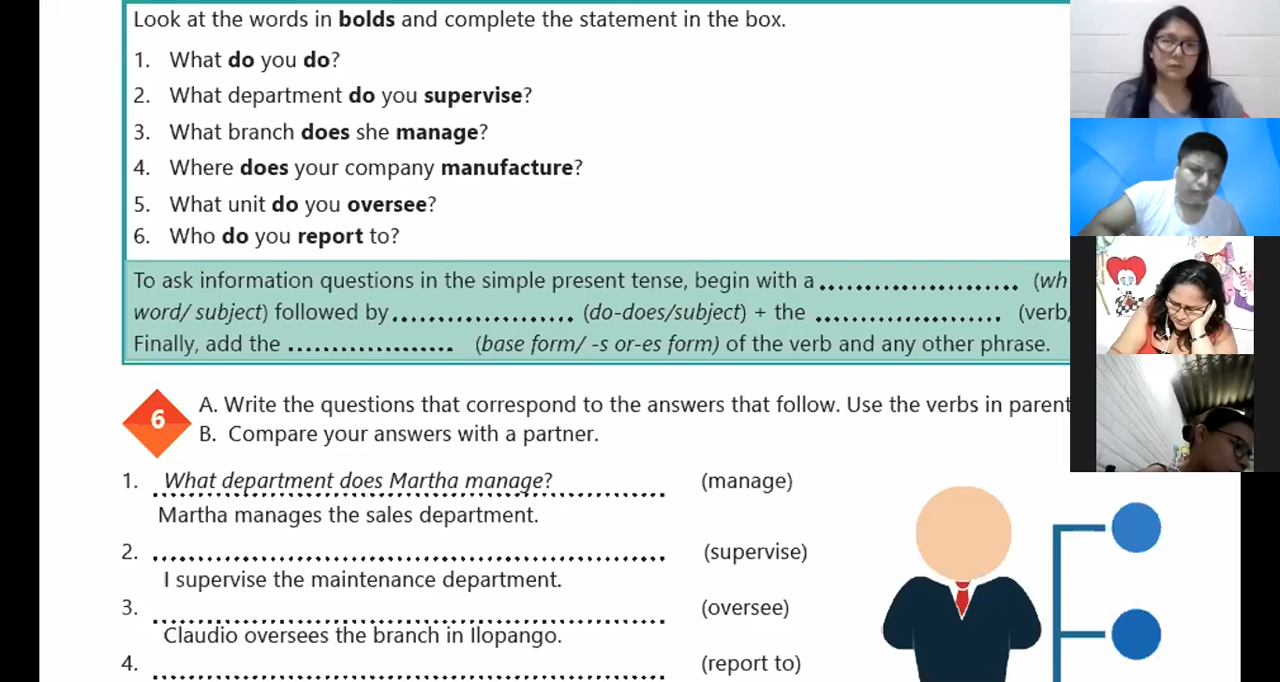 Look at the words in bolds and complete the statement in the box.
1. What do you do?
2. What department do you supervise?
3. What branch does she manage?
4. Where does your company manufacture?
5. What unit do you oversee?
6. Who do you report to?
To ask information questions in the simple present tense, begin with a ...................... (wh
word/ subject) followed by .................... (do-does/subject) + the ..................... (verb,
Finally, add the .................. (base form/ -s or-es form) of the verb and any other phrase.
6
A. Write the questions that correspond to the answers that follow. Use the verbs in parent
B. Compare your answers with a partner.
1. What department does Martha manage? (manage)
Martha manages the sales department.
2. (supervise)
I supervise the maintenance department.
3. (oversee)
Claudio oversees the branch in Ilopango.
4. (report to)